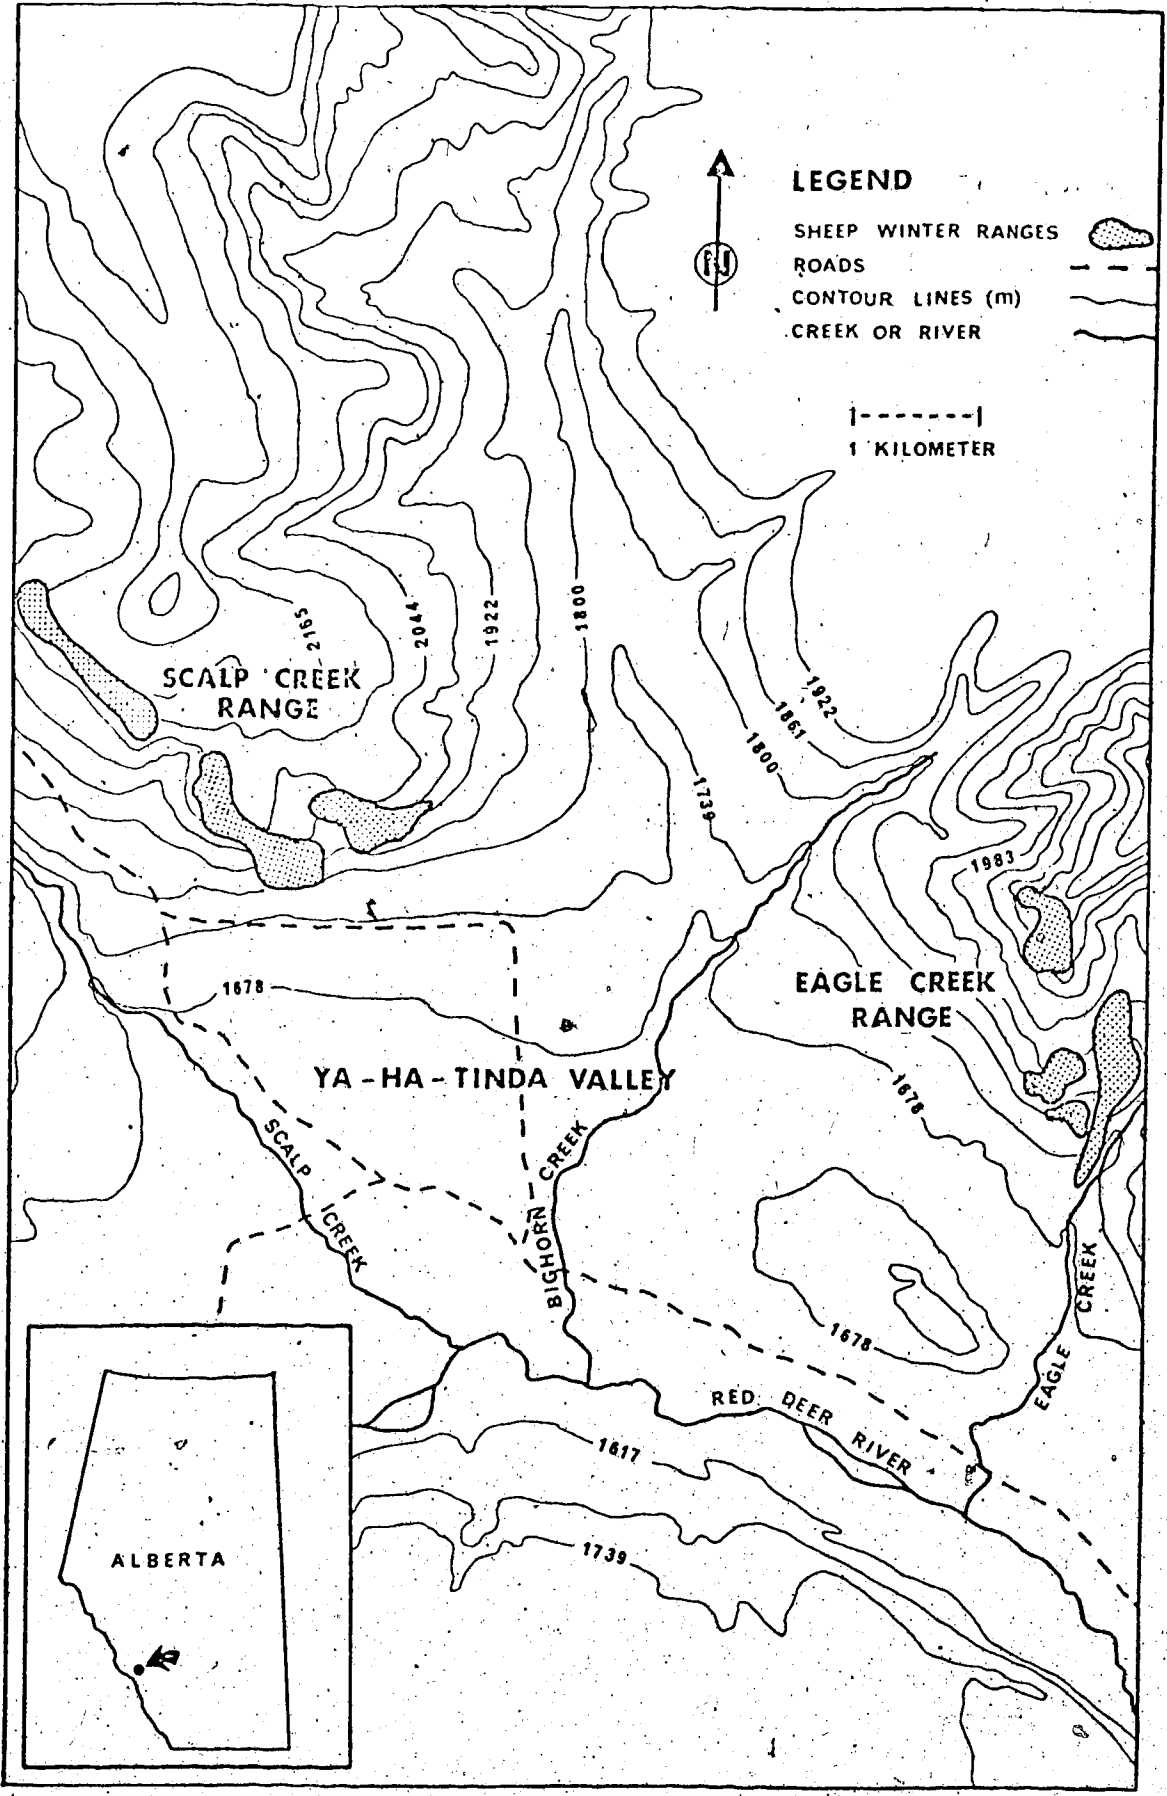 N
LEGEND
SHEEP WINTER RANGES
ROADS
CONTOUR LINES (m)
CREEK OR RIVER
1 KILOMETER
2165
2044
1922
1800
SCALP CREEK
RANGE
1922
1861
1800
1739
1983
EAGLE CREEK
RANGE
1678
YA-HA-TINDA VALLEY
1678
SCALP CREEK
BIGHORN CREEK
EAGLE CREEK
1678
RED DEER RIVER
1617
1739
ALBERTA